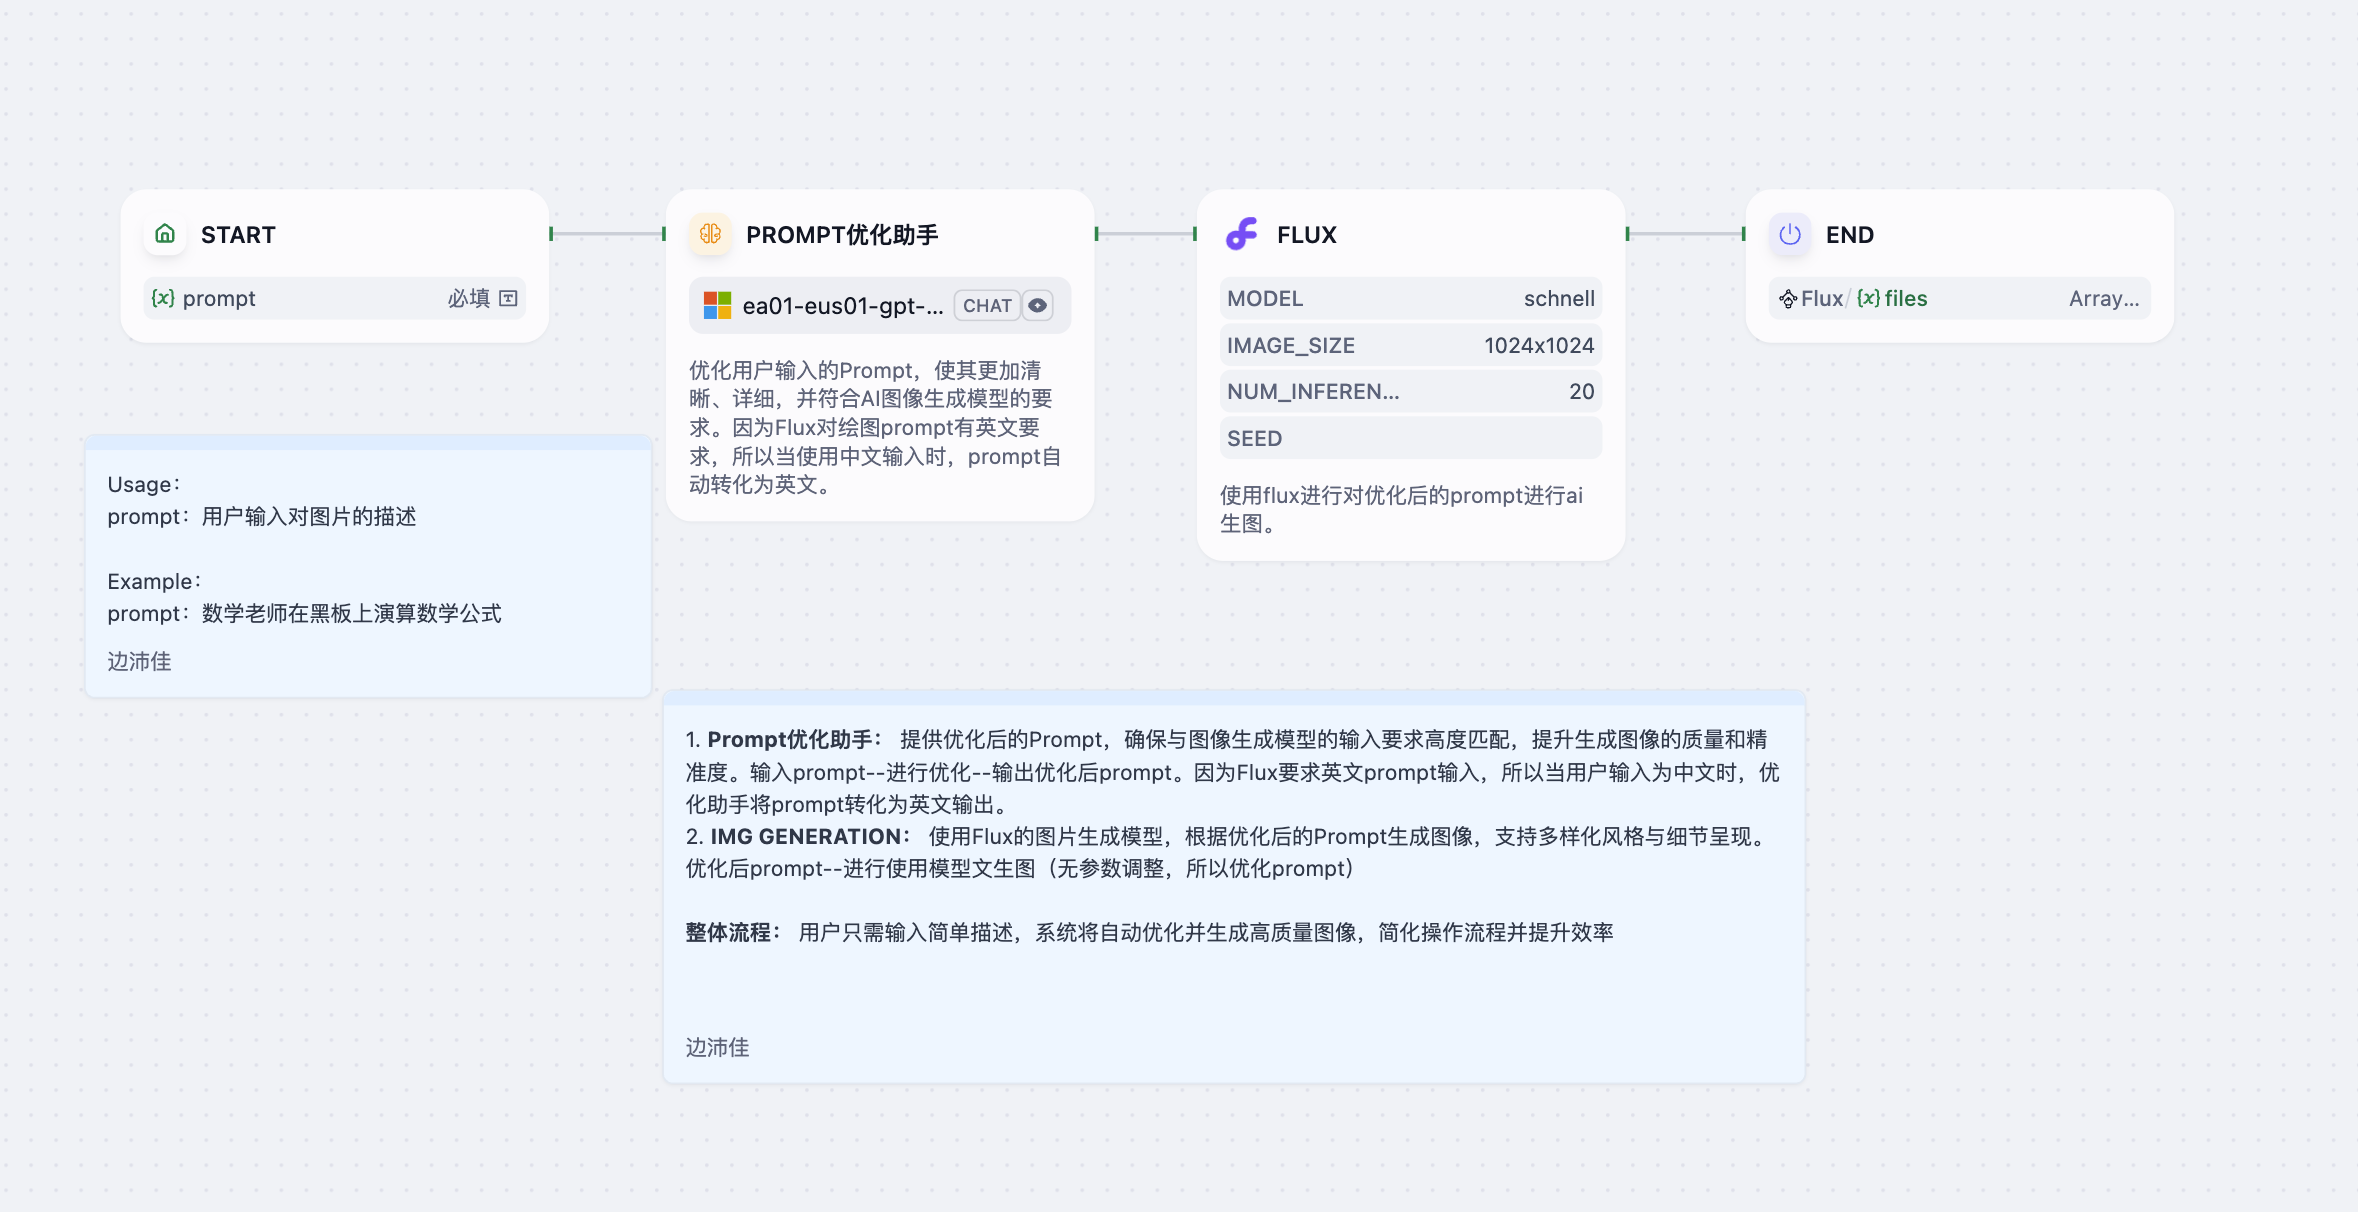 START
{x} prompt 必填
PROMPT优化助手
ea01-eus01-gpt-... CHAT
优化用户输入的Prompt，使其更加清
晰、详细，并符合AI图像生成模型的要
求。因为Flux对绘图prompt有英文要
求，所以当使用中文输入时，prompt自
动转化为英文。
FLUX
MODEL schnell
IMAGE_SIZE 1024x1024
NUM_INFEREN... 20
SEED
使用flux进行对优化后的prompt进行ai
生图。
END
Flux/{x} files Array...
Usage：
prompt：用户输入对图片的描述
Example：
prompt：数学老师在黑板上演算数学公式
边沛佳
1. Prompt优化助手： 提供优化后的Prompt，确保与图像生成模型的输入要求高度匹配，提升生成图像的质量和精
准度。输入prompt--进行优化--输出优化后prompt。因为Flux要求英文prompt输入，所以当用户输入为中文时，优
化助手将prompt转化为英文输出。
2. IMG GENERATION： 使用Flux的图片生成模型，根据优化后的Prompt生成图像，支持多样化风格与细节呈现。
优化后prompt--进行使用模型文生图（无参数调整，所以优化prompt）
整体流程： 用户只需输入简单描述，系统将自动优化并生成高质量图像，简化操作流程并提升效率
边沛佳